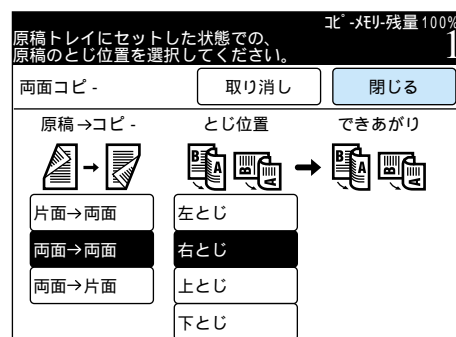 ｺﾋﾟ-ﾒﾓﾘ-残量100%
原稿トレイにセットした状態での、
原稿のとじ位置を選択してください。
1
両面コピ-
取り消し
閉じる
原稿→コピ-
とじ位置
できあがり
B A B A → B A B A
片面→両面
左とじ
両面→両面
右とじ
両面→片面
上とじ
下とじ